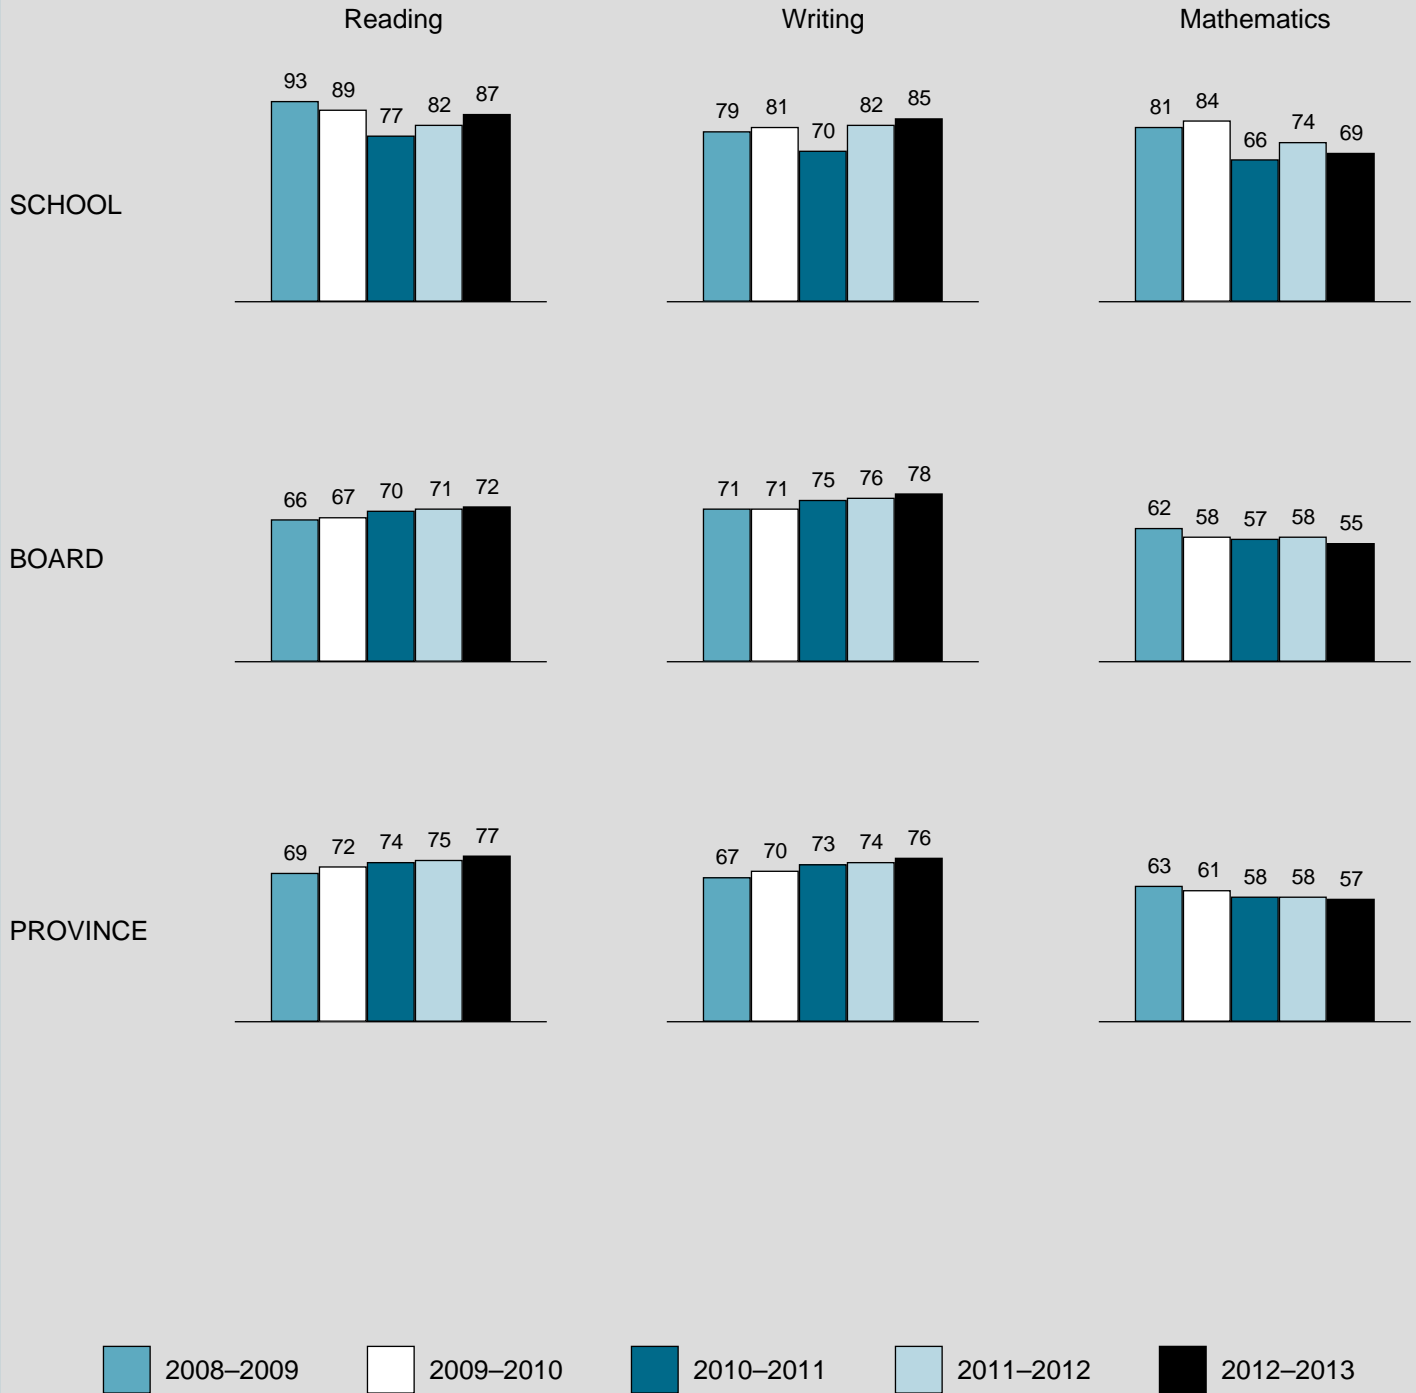 Reading Writing Mathematics
93 89 77 82 87
79 81 70 82 85
81 84 66 74 69
SCHOOL
66 67 70 71 72
71 71 75 76 78
62 58 57 58 55
BOARD
69 72 74 75 77
67 70 73 74 76
63 61 58 58 57
PROVINCE
2008–2009 2009–2010 2010–2011 2011–2012 2012–2013